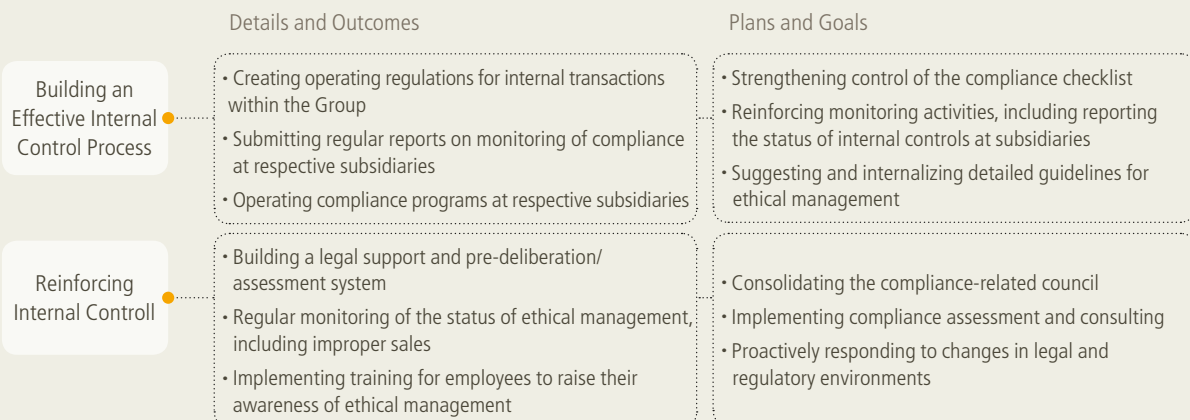 Details and Outcomes
Plans and Goals
Building an
Effective Internal
Control Process
• Creating operating regulations for internal transactions
within the Group
• Submitting regular reports on monitoring of compliance
at respective subsidiaries
• Operating compliance programs at respective subsidiaries
• Strengthening control of the compliance checklist
• Reinforcing monitoring activities, including reporting
the status of internal controls at subsidiaries
• Suggesting and internalizing detailed guidelines for
ethical management
Reinforcing
Internal Controll
• Building a legal support and pre-deliberation/
assessment system
• Regular monitoring of the status of ethical management,
including improper sales
• Implementing training for employees to raise their
awareness of ethical management
• Consolidating the compliance-related council
• Implementing compliance assessment and consulting
• Proactively responding to changes in legal and
regulatory environments